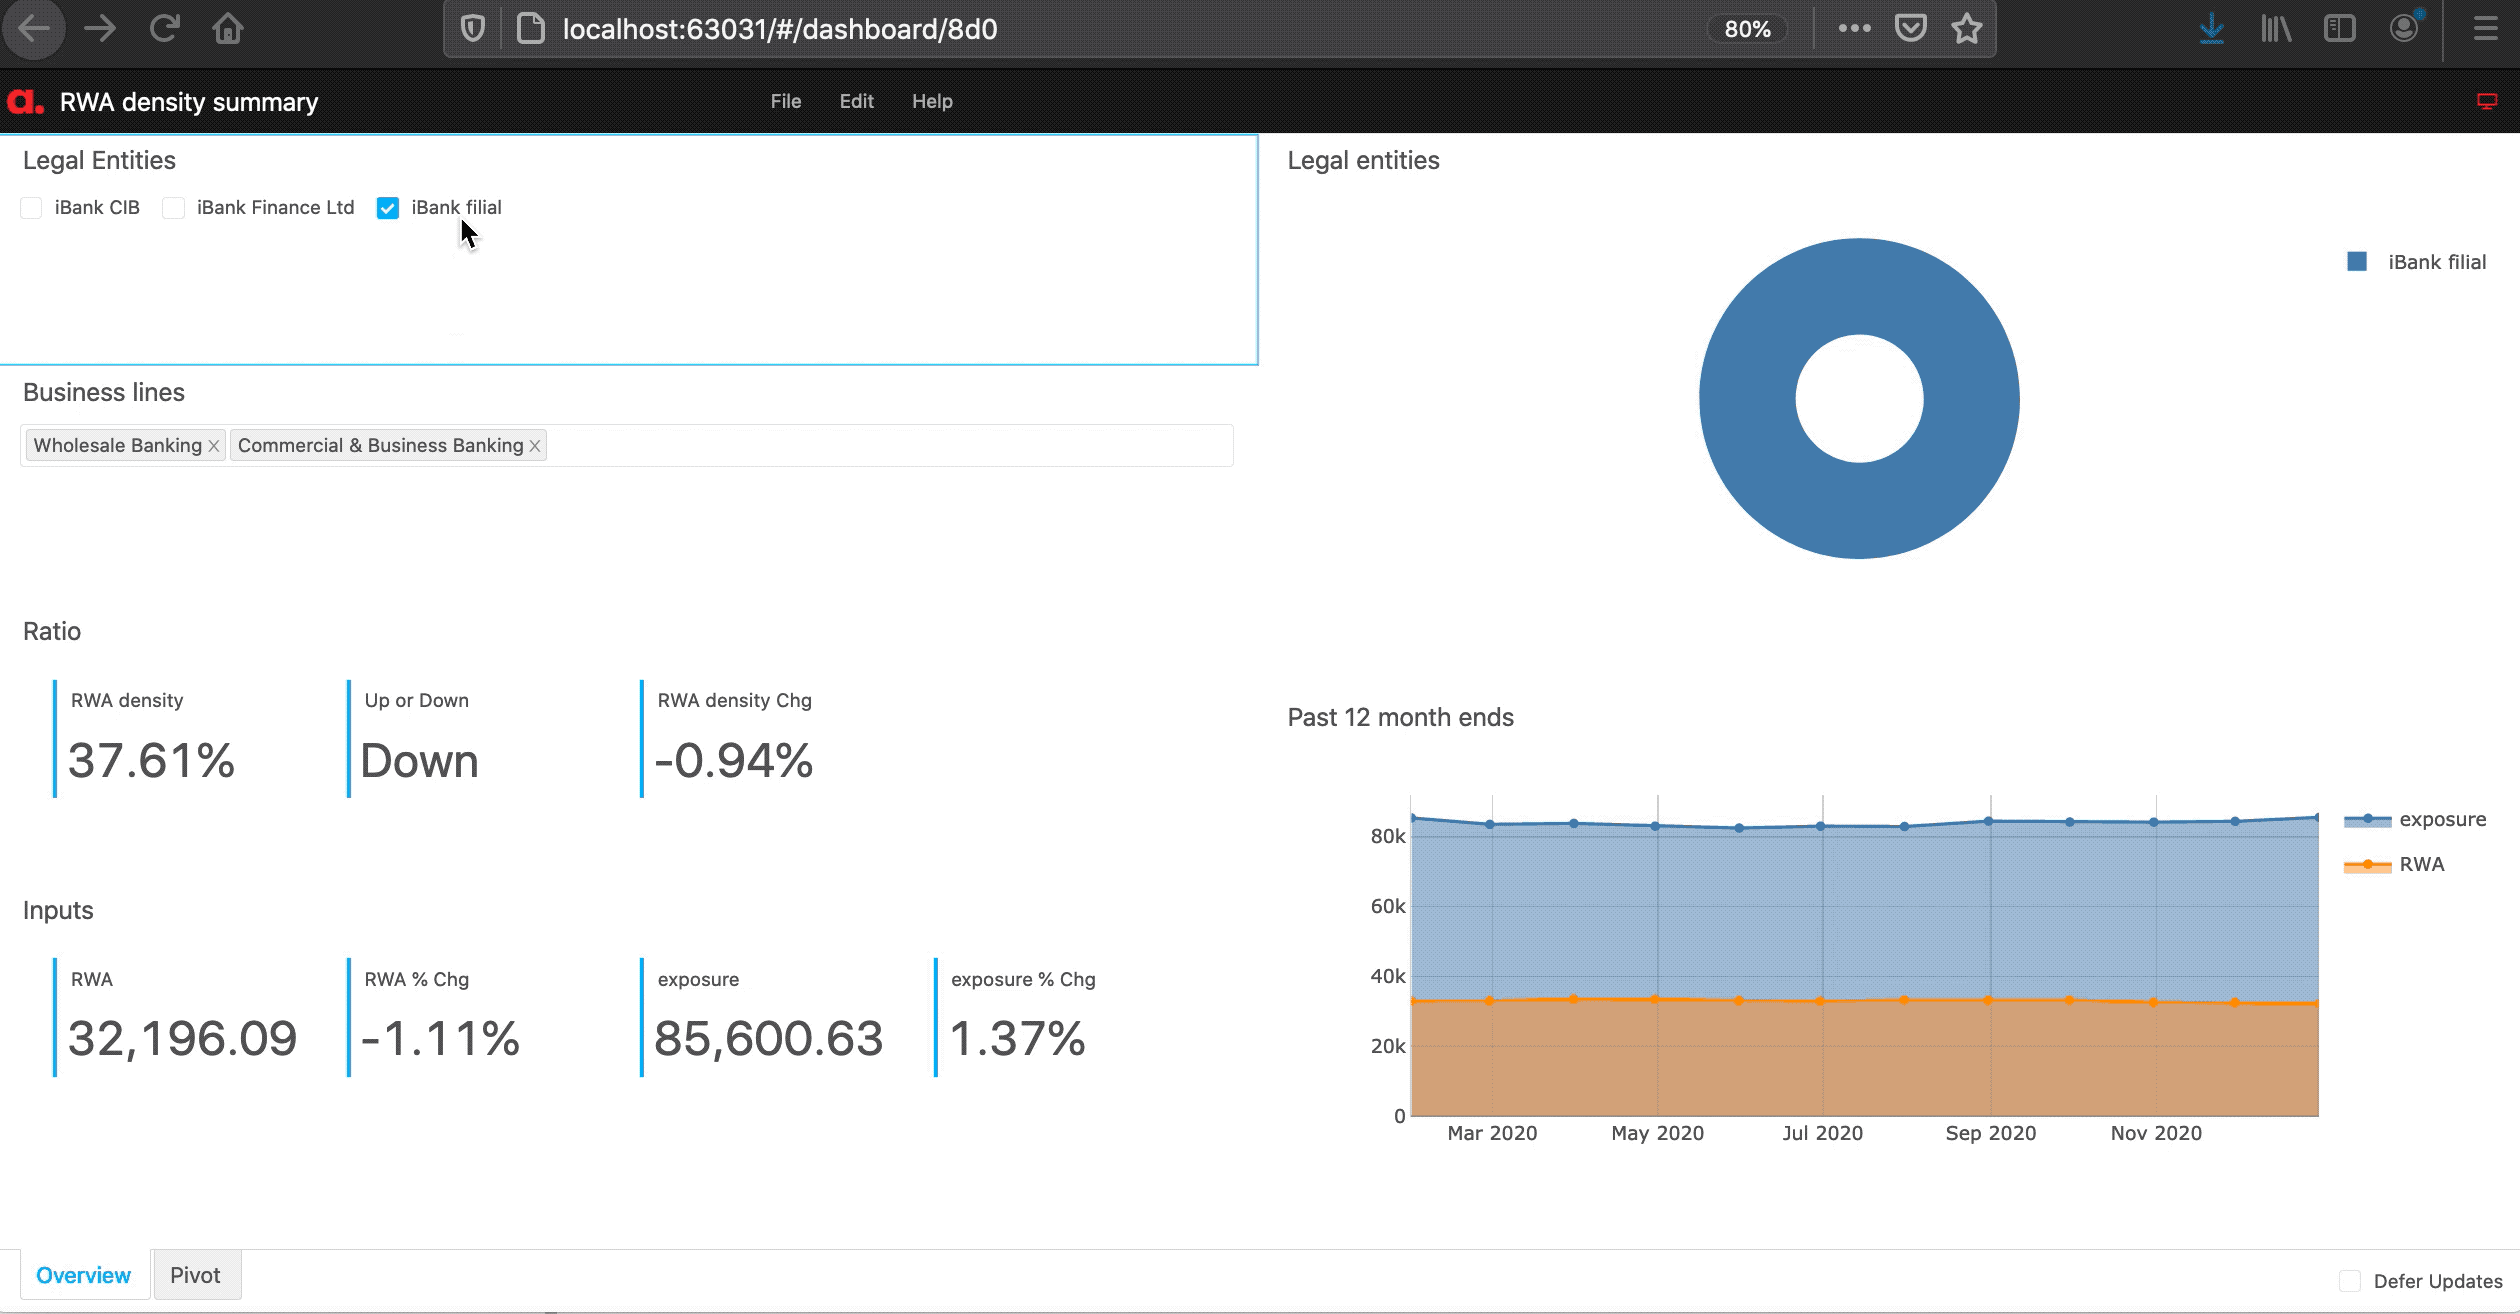 localhost:63031/#/dashboard/8d0
80%
a. RWA density summary
File Edit Help
Legal Entities
iBank CIB iBank Finance Ltd iBank filial
Business lines
Wholesale Banking Commercial & Business Banking
Ratio
RWA density Up or Down RWA density Chg
37.61% Down -0.94%
Inputs
RWA RWA % Chg exposure exposure % Chg
32,196.09 -1.11% 85,600.63 1.37%
Legal entities
iBank filial
Past 12 month ends
80k
60k
40k
20k
0
Mar 2020 May 2020 Jul 2020 Sep 2020 Nov 2020
exposure
RWA
Overview Pivot
Defer Updates